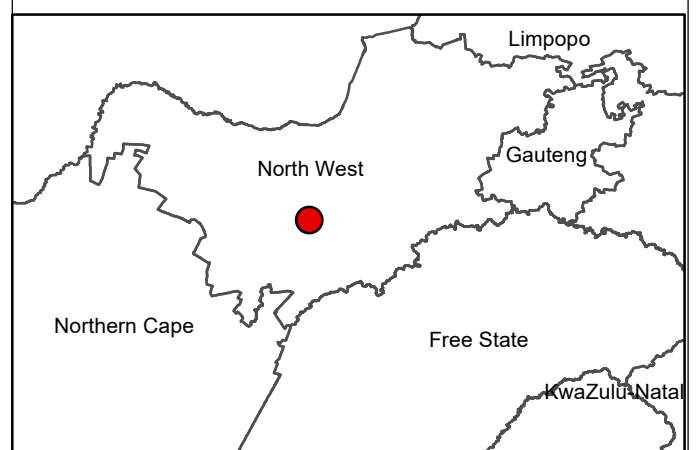 Limpopo
Gauteng
North West
Northern Cape
Free State
KwaZulu-Natal